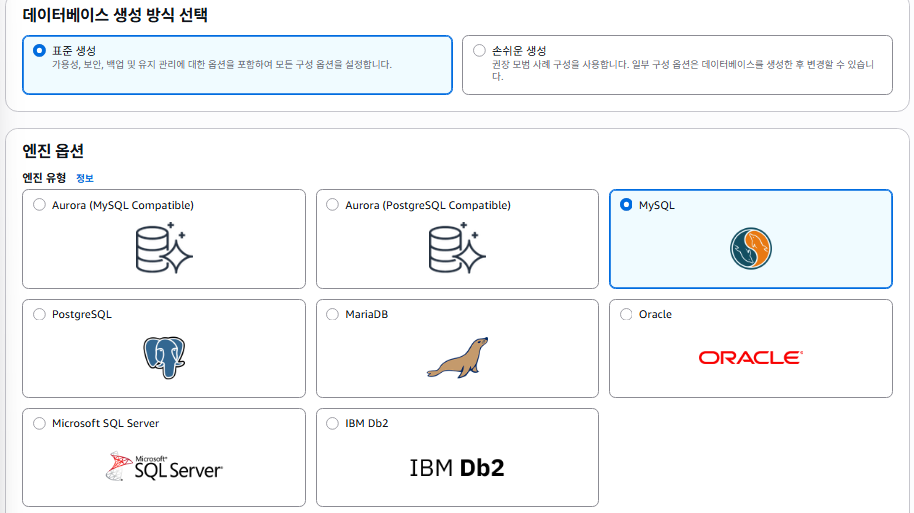 데이터베이스 생성 방식 선택
표준 생성
가용성, 보안, 백업 및 유지 관리에 대한 옵션을 포함하여 모든 구성 옵션을 설정합니다.
손쉬운 생성
권장 모범 사례 구성을 사용합니다. 일부 구성 옵션은 데이터베이스를 생성한 후 변경할 수 있습니
다.
엔진 옵션
엔진 유형 정보
Aurora (MySQL Compatible)
Aurora (PostgreSQL Compatible)
MySQL
PostgreSQL
MariaDB
Oracle
ORACLE
Microsoft SQL Server
Microsoft
SQL Server
IBM Db2
IBM Db2